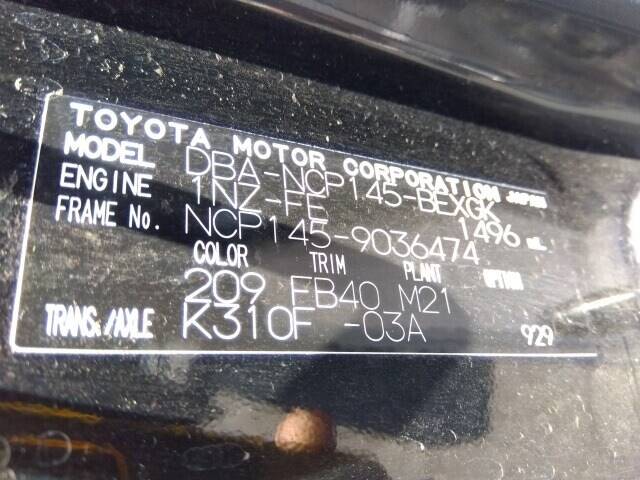 TOYOTA MOTOR CORPORATION JAPAN
MODEL DBA-NCP145-BEXGK
ENGINE 1NZ-FE 1496 mL
FRAME No. NCP145-9036474
COLOR TRIM PLANT OPTION
209 FB40 M21
TRANS./AXLE K310F -03A 929